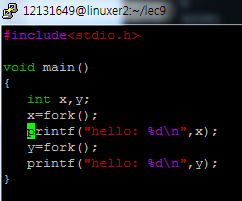 12131649@linuxer2:~/lec9
#include<stdio.h>
void main()
{
int x,y;
x=fork();
printf("hello: %d\n",x);
y=fork();
printf("hello: %d\n",y);
}